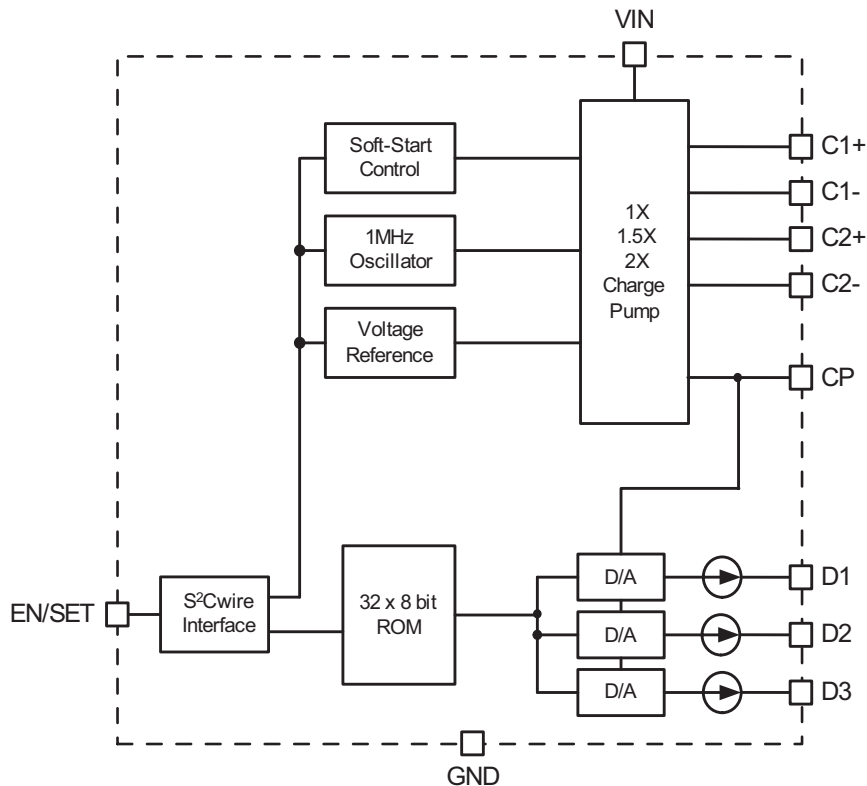 VIN
Soft-Start
Control
C1+
C1-
1MHz
Oscillator
1X
1.5X
2X
Charge
Pump
C2+
C2-
Voltage
Reference
CP
EN/SET
S²Cwire
Interface
32 x 8 bit
ROM
D/A
D1
D/A
D2
D/A
D3
GND